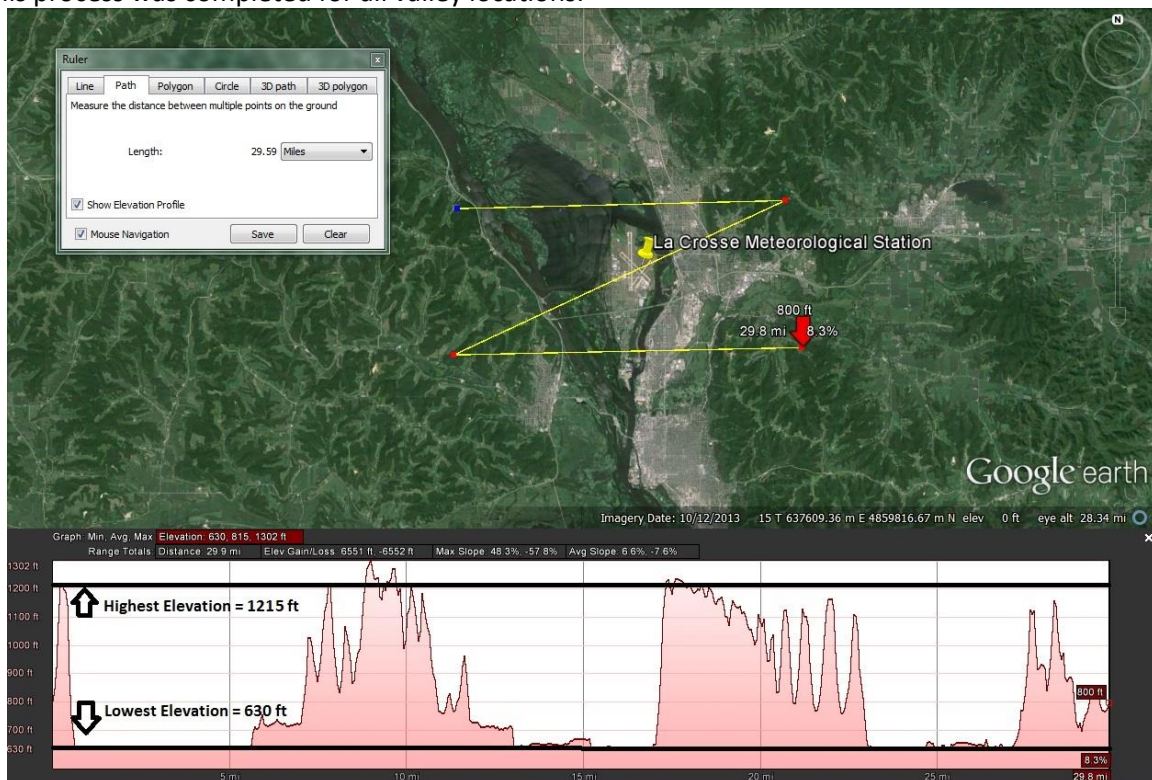 process was completed for all valley locations.
Ruler
x
Line Path Polygon Circle 3D path 3D polygon
Measure the distance between multiple points on the ground
Length: 29.59 Miles
Show Elevation Profile
Mouse Navigation Save Clear
N
La Crosse Meteorological Station
800 ft
29.8 mi 8.3%
Google earth
Imagery Date: 10/12/2013 15 T 637609.36 m E 4859816.67 m N elev 0 ft eye alt 28.34 mi
Graph: Min, Avg, Max Elevation: 630, 815, 1302 ft
Range Totals: Distance: 29.9 mi Elev Gain/Loss: 6551 ft, -6552 ft Max Slope: 48.3%, -57.8% Avg Slope: 6.6%, -7.6%
1302 ft
1200 ft
Highest Elevation = 1215 ft
1100 ft
1000 ft
900 ft
800 ft
800 ft
Lowest Elevation = 630 ft
700 ft
630 ft
8.3%
5 mi 10 mi 15 mi 20 mi 25 mi 29.8 mi